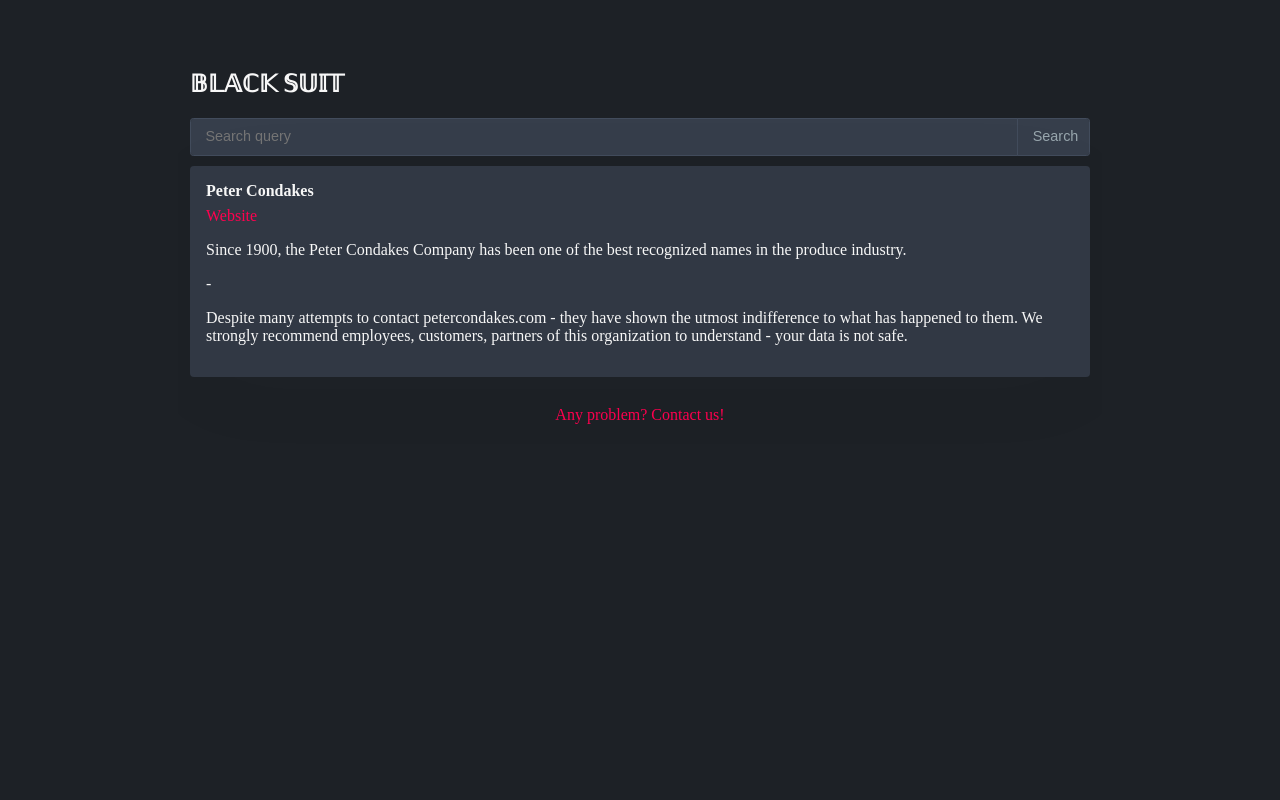 BLACK SUIT
Search query
Search
Peter Condakes
Website
Since 1900, the Peter Condakes Company has been one of the best recognized names in the produce industry.
-
Despite many attempts to contact petercondakes.com - they have shown the utmost indifference to what has happened to them. We
strongly recommend employees, customers, partners of this organization to understand - your data is not safe.
Any problem? Contact us!